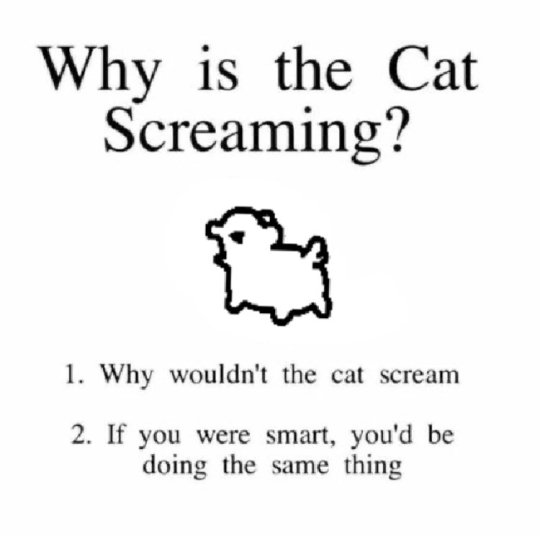 Why is the Cat
Screaming?
1. Why wouldn't the cat scream
2. If you were smart, you'd be
doing the same thing